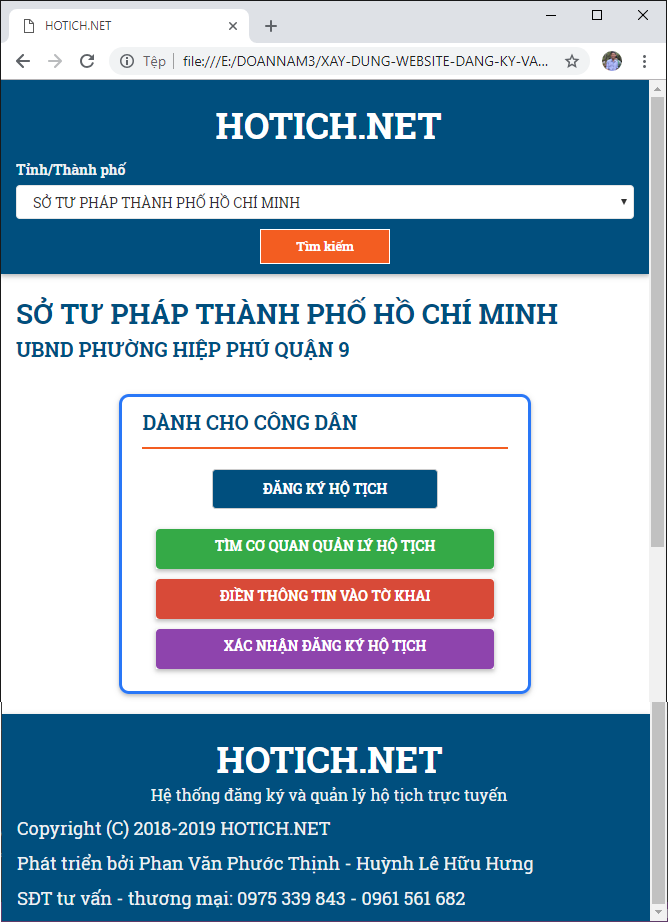 HOTICH.NET
Tệp
file:///E:/DOANNAM3/XAY-DUNG-WEBSITE-DANG-KY-VA...
HOTICH.NET
Tỉnh/Thành phố
SỞ TƯ PHÁP THÀNH PHỐ HỒ CHÍ MINH
Tìm kiếm
SỞ TƯ PHÁP THÀNH PHỐ HỒ CHÍ MINH
UBND PHƯỜNG HIỆP PHÚ QUẬN 9
DÀNH CHO CÔNG DÂN
ĐĂNG KÝ HỘ TỊCH
TÌM CƠ QUAN QUẢN LÝ HỘ TỊCH
ĐIỀN THÔNG TIN VÀO TỜ KHAI
XÁC NHẬN ĐĂNG KÝ HỘ TỊCH
HOTICH.NET
Hệ thống đăng ký và quản lý hộ tịch trực tuyến
Copyright (C) 2018-2019 HOTICH.NET
Phát triển bởi Phan Văn Phước Thịnh - Huỳnh Lê Hữu Hưng
SĐT tư vấn - thương mại: 0975 339 843 - 0961 561 682